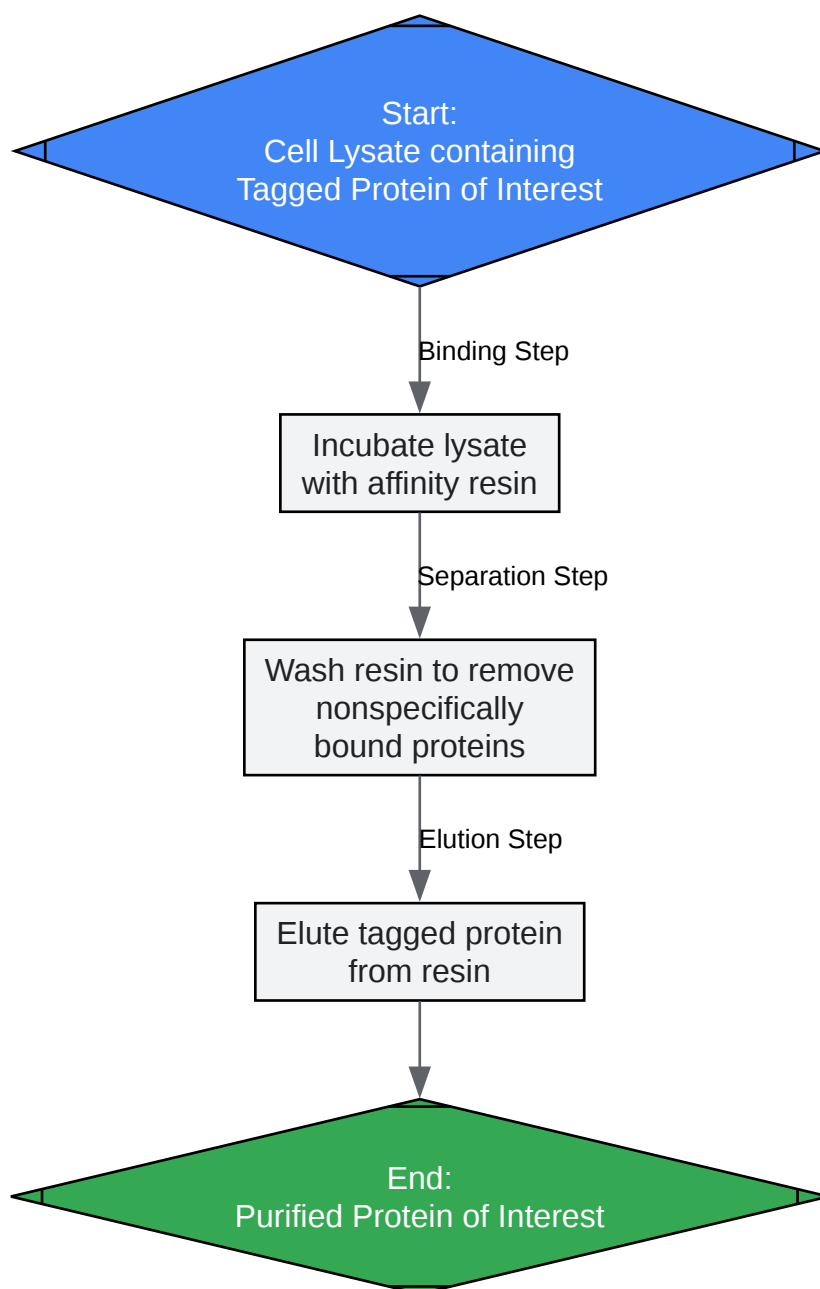 Start:
Cell Lysate containing
Tagged Protein of Interest
Binding Step
Incubate lysate
with affinity resin
Separation Step
Wash resin to remove
nonspecifically
bound proteins
Elution Step
Elute tagged protein
from resin
End:
Purified Protein of Interest